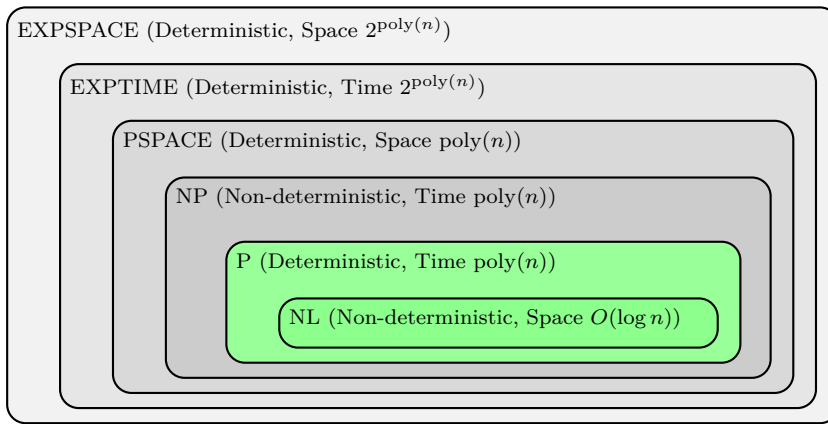 EXPSPACE (Deterministic, Space 2^poly(n))
EXPTIME (Deterministic, Time 2^poly(n))
PSPACE (Deterministic, Space poly(n))
NP (Non-deterministic, Time poly(n))
P (Deterministic, Time poly(n))
NL (Non-deterministic, Space O(log n))